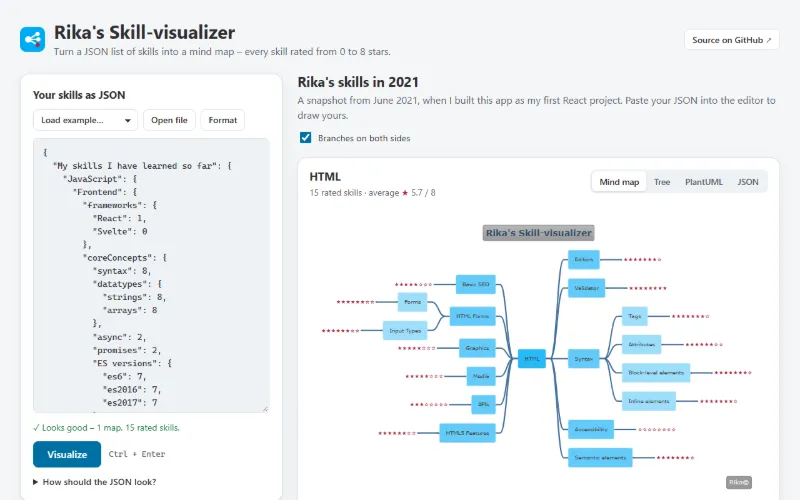 Rika's Skill-visualizer
Turn a JSON list of skills into a mind map – every skill rated from 0 to 8 stars.
Source on GitHub ↗
Your skills as JSON
Load example...
Open file
Format
{
"My skills I have learned so far": {
"JavaScript": {
"Frontend": {
"frameworks": {
"React": 1,
"Svelte": 0
},
"coreConcepts": {
"syntax": 8,
"datatypes": {
"strings": 8,
"arrays": 8
},
"async": 2,
"promises": 2,
"ES versions": {
"es6": 7,
"es2016": 7,
"es2017": 7
✓ Looks good – 1 map, 15 rated skills.
Visualize
Ctrl + Enter
▶ How should the JSON look?
Rika's skills in 2021
A snapshot from June 2021, when I built this app as my first React project. Paste your JSON into the editor to
draw yours.
Branches on both sides
HTML
15 rated skills · average ★ 5.7 / 8
Mind map
Tree
PlantUML
JSON
Rika's Skill-visualizer
Basic SEO
Forms
HTML Forms
Input Types
Graphics
Media
APIs
HTML5 Features
HTML
Editors
Validator
Tags
Attributes
Syntax
Block-level elements
Inline elements
Accessibility
Semantic elements
Rika©